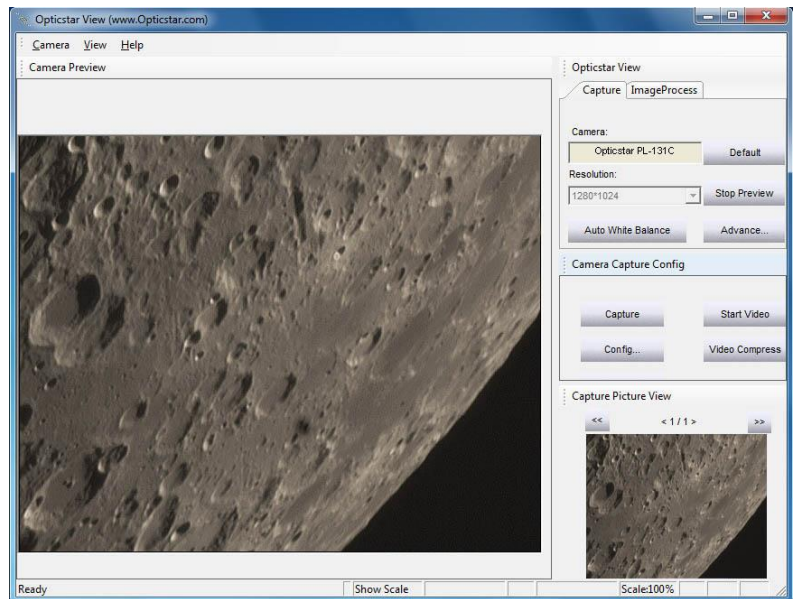 Opticstar View (www.Opticstar.com)
Camera View Help
Camera Preview
Opticstar View
Capture ImageProcess
Camera:
Opticstar PL-131C Default
Resolution:
1280*1024 Stop Preview
Auto White Balance Advance...
Camera Capture Config
Capture Start Video
Config... Video Compress
Capture Picture View
<< < 1 / 1 > >>
Ready Show Scale Scale:100%